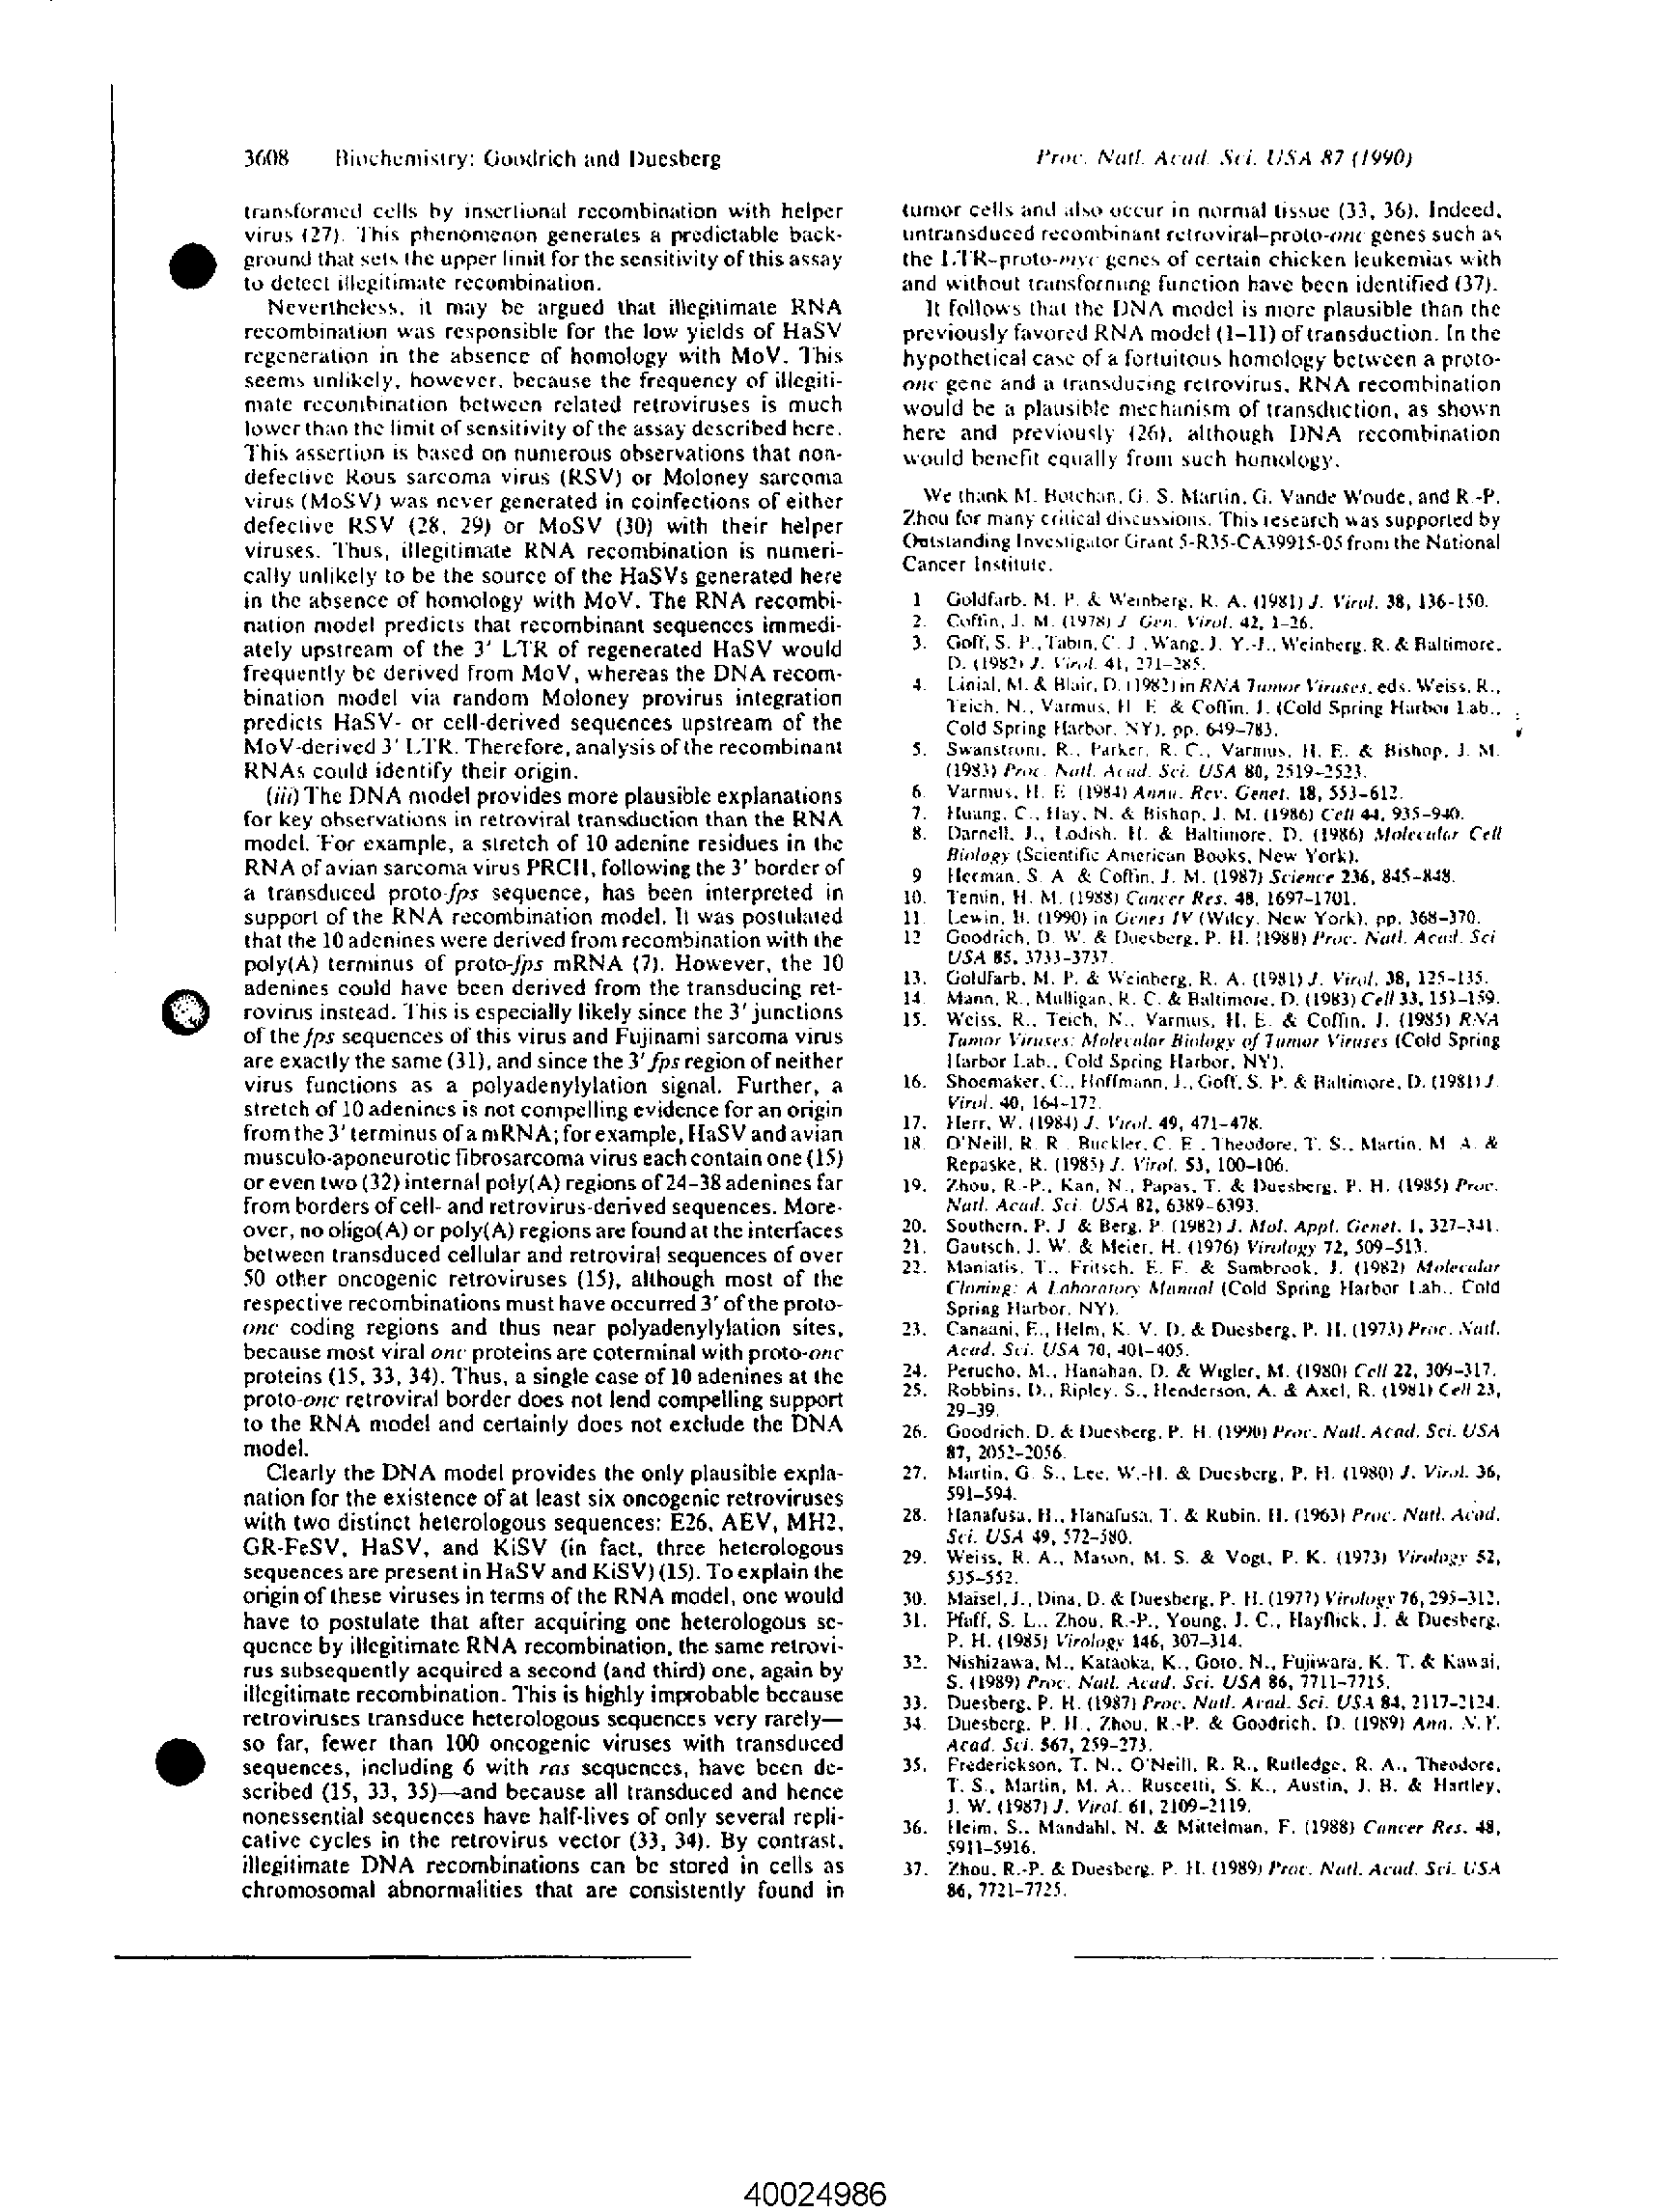 3608 Biochemistry: Goodrich and Duesberg
Proc. Natl. Acad. Sci. USA 87 (1990)
transformed cells by insertional recombination with helper
virus (27). This phenomenon generates a predictable back-
ground that sets the upper limit for the sensitivity of this assay
to detect illegitimate recombination.
Nevertheless, it may be argued that illegitimate RNA
recombination was responsible for the low yields of HaSV
regeneration in the absence of homology with MoV. This
seems unlikely, however, because the frequency of illegiti-
mate recombination between related retroviruses is much
lower than the limit of sensitivity of the assay described here.
This assertion is based on numerous observations that non-
defective Rous sarcoma virus (RSV) or Moloney sarcoma
virus (MoSV) was never generated in coinfections of either
defective RSV (28, 29) or MoSV (30) with their helper
viruses. Thus, illegitimate RNA recombination is numeri-
cally unlikely to be the source of the HaSVs generated here
in the absence of homology with MoV. The RNA recombi-
nation model predicts that recombinant sequences immedi-
ately upstream of the 3' LTR of regenerated HaSV would
frequently be derived from MoV, whereas the DNA recom-
bination model via random Moloney provirus integration
predicts HaSV- or cell-derived sequences upstream of the
MoV-derived 3' LTR. Therefore, analysis of the recombinant
RNAs could identify their origin.
(iii) The DNA model provides more plausible explanations
for key observations in retroviral transduction than the RNA
model. For example, a stretch of 10 adenine residues in the
RNA of avian sarcoma virus PRCII, following the 3' border of
a transduced proto-fps sequence, has been interpreted in
support of the RNA recombination model. It was postulated
that the 10 adenines were derived from recombination with the
poly(A) terminus of proto-fps mRNA (7). However, the 10
adenines could have been derived from the transducing ret-
rovirus instead. This is especially likely since the 3' junctions
of the fps sequences of this virus and Fujinami sarcoma virus
are exactly the same (31), and since the 3' fps region of neither
virus functions as a polyadenylylation signal. Further, a
stretch of 10 adenines is not compelling evidence for an origin
from the 3' terminus of a mRNA; for example, HaSV and avian
musculo-aponeurotic fibrosarcoma virus each contain one (15)
or even two (32) internal poly(A) regions of 24-38 adenines far
from borders of cell- and retrovirus-derived sequences. More-
over, no oligo(A) or poly(A) regions are found at the interfaces
between transduced cellular and retroviral sequences of over
50 other oncogenic retroviruses (15), although most of the
respective recombinations must have occurred 3' of the proto-
onc coding regions and thus near polyadenylylation sites,
because most viral onc proteins are coterminal with proto-onc
proteins (15, 33, 34). Thus, a single case of 10 adenines at the
proto-onc retroviral border does not lend compelling support
to the RNA model and certainly does not exclude the DNA
model.
Clearly the DNA model provides the only plausible expla-
nation for the existence of at least six oncogenic retroviruses
with two distinct heterologous sequences: E26, AEV, MH2,
GR-FeSV, HaSV, and KiSV (in fact, three heterologous
sequences are present in HaSV and KiSV) (15). To explain the
origin of these viruses in terms of the RNA model, one would
have to postulate that after acquiring one heterologous se-
quence by illegitimate RNA recombination, the same retrovi-
rus subsequently acquired a second (and third) one, again by
illegitimate recombination. This is highly improbable because
retroviruses transduce heterologous sequences very rarely—
so far, fewer than 100 oncogenic viruses with transduced
sequences, including 6 with ras sequences, have been de-
scribed (15, 33, 35)—and because all transduced and hence
nonessential sequences have half-lives of only several repli-
cative cycles in the retrovirus vector (33, 34). By contrast,
illegitimate DNA recombinations can be stored in cells as
chromosomal abnormalities that are consistently found in
tumor cells and also occur in normal tissue (33, 36). Indeed,
untransduced recombinant retroviral-proto-onc genes such as
the LTR-proto-myc genes of certain chicken leukemias with
and without transforming function have been identified (37).
It follows that the DNA model is more plausible than the
previously favored RNA model (1-11) of transduction. In the
hypothetical case of a fortuitous homology between a proto-
onc gene and a transducing retrovirus, RNA recombination
would be a plausible mechanism of transduction, as shown
here and previously (26), although DNA recombination
would benefit equally from such homology.
We thank M. Botchan, G. S. Martin, G. Vande Woude, and R.-P.
Zhou for many critical discussions. This research was supported by
Outstanding Investigator Grant 5-R35-CA39915-05 from the National
Cancer Institute.
1 Goldfarb, M. P. & Weinberg, R. A. (1981) J. Virol. 38, 136-150.
2. Coffin, J. M. (1978) J. Gen. Virol. 42, 1-26.
3. Goff, S. P., Tabin, C. J., Wang, J. Y.-J., Weinberg, R. & Baltimore,
D. (1982) J. Virol. 41, 271-285.
4. Linial, M. & Blair, D. (1982) in RNA Tumor Viruses, eds. Weiss, R.,
Teich, N., Varmus, H. E. & Coffin, J. (Cold Spring Harbor Lab.,
Cold Spring Harbor, NY), pp. 649-783.
5. Swanstrom, R., Parker, R. C., Varmus, H. E. & Bishop, J. M.
(1983) Proc. Natl. Acad. Sci. USA 80, 2519-2523.
6. Varmus, H. E. (1984) Annu. Rev. Genet. 18, 553-612.
7. Huang, C., Hay, N. & Bishop, J. M. (1986) Cell 44, 935-940.
8. Darnell, J., Lodish, H. & Baltimore, D. (1986) Molecular Cell
Biology (Scientific American Books, New York).
9 Herman, S. A. & Coffin, J. M. (1987) Science 236, 845-848.
10. Temin, H. M. (1988) Cancer Res. 48, 1697-1701.
11 Lewin, B. (1990) in Genes IV (Wiley, New York), pp. 368-370.
12 Goodrich, D. W. & Duesberg, P. H. (1988) Proc. Natl. Acad. Sci
USA 85, 3733-3737.
13. Goldfarb, M. P. & Weinberg, R. A. (1981) J. Virol. 38, 125-135.
14. Mann, R., Mulligan, R. C. & Baltimore, D. (1983) Cell 33, 153-159.
15. Weiss, R., Teich, N., Varmus, H. E. & Coffin, J. (1985) RNA
Tumor Viruses: Molecular Biology of Tumor Viruses (Cold Spring
Harbor Lab., Cold Spring Harbor, NY).
16. Shoemaker, C., Hoffmann, J., Goff, S. P. & Baltimore, D. (1981) J.
Virol. 40, 164-172.
17. Herr, W. (1984) J. Virol. 49, 471-478.
18. O'Neill, R. R., Buckler, C. E., Theodore, T. S., Martin, M. A. &
Repaske, R. (1985) J. Virol. 53, 100-106.
19. Zhou, R.-P., Kan, N., Papas, T. & Duesberg, P. H. (1985) Proc.
Natl. Acad. Sci. USA 82, 6389-6393.
20. Southern, P. J. & Berg, P. (1982) J. Mol. Appl. Genet. 1, 327-341.
21. Gautsch, J. W. & Meier, H. (1976) Virology 72, 509-513.
22. Maniatis, T., Fritsch, E. F. & Sambrook, J. (1982) Molecular
Cloning: A Laboratory Manual (Cold Spring Harbor Lab., Cold
Spring Harbor, NY).
23. Canaani, E., Helm, K. V. D. & Duesberg, P. H. (1973) Proc. Natl.
Acad. Sci. USA 70, 401-405.
24. Perucho, M., Hanahan, D. & Wigler, M. (1980) Cell 22, 309-317.
25. Robbins, D., Ripley, S., Henderson, A. & Axel, R. (1981) Cell 23,
29-39.
26. Goodrich, D. & Duesberg, P. H. (1990) Proc. Natl. Acad. Sci. USA
87, 2052-2056.
27. Martin, G. S., Lee, W.-H. & Duesberg, P. H. (1980) J. Virol. 36,
591-594.
28. Hanafusa, H., Hanafusa, T. & Rubin, H. (1963) Proc. Natl. Acad.
Sci. USA 49, 572-580.
29. Weiss, R. A., Mason, M. S. & Vogt, P. K. (1973) Virology 52,
535-552.
30. Maisel, J., Dina, D. & Duesberg, P. H. (1977) Virology 76, 295-312.
31. Pfaff, S. L., Zhou, R.-P., Young, J. C., Hayflick, J. & Duesberg,
P. H. (1985) Virology 146, 307-314.
32. Nishizawa, M., Kataoka, K., Goto, N., Fujiwara, K. T. & Kawai,
S. (1989) Proc. Natl. Acad. Sci. USA 86, 7711-7715.
33. Duesberg, P. H. (1987) Proc. Natl. Acad. Sci. USA 84, 2117-2124.
34. Duesberg, P. H., Zhou, R.-P. & Goodrich, D. (1989) Ann. N.Y.
Acad. Sci. 567, 259-273.
35. Frederickson, T. N., O'Neill, R. R., Rutledge, R. A., Theodore,
T. S., Martin, M. A., Ruscetti, S. K., Austin, J. B. & Hartley,
J. W. (1987) J. Virol. 61, 2109-2119.
36. Heim, S., Mandahl, N. & Mittelman, F. (1988) Cancer Res. 48,
5911-5916.
37. Zhou, R.-P. & Duesberg, P. H. (1989) Proc. Natl. Acad. Sci. USA
86, 7721-7725.
40024986